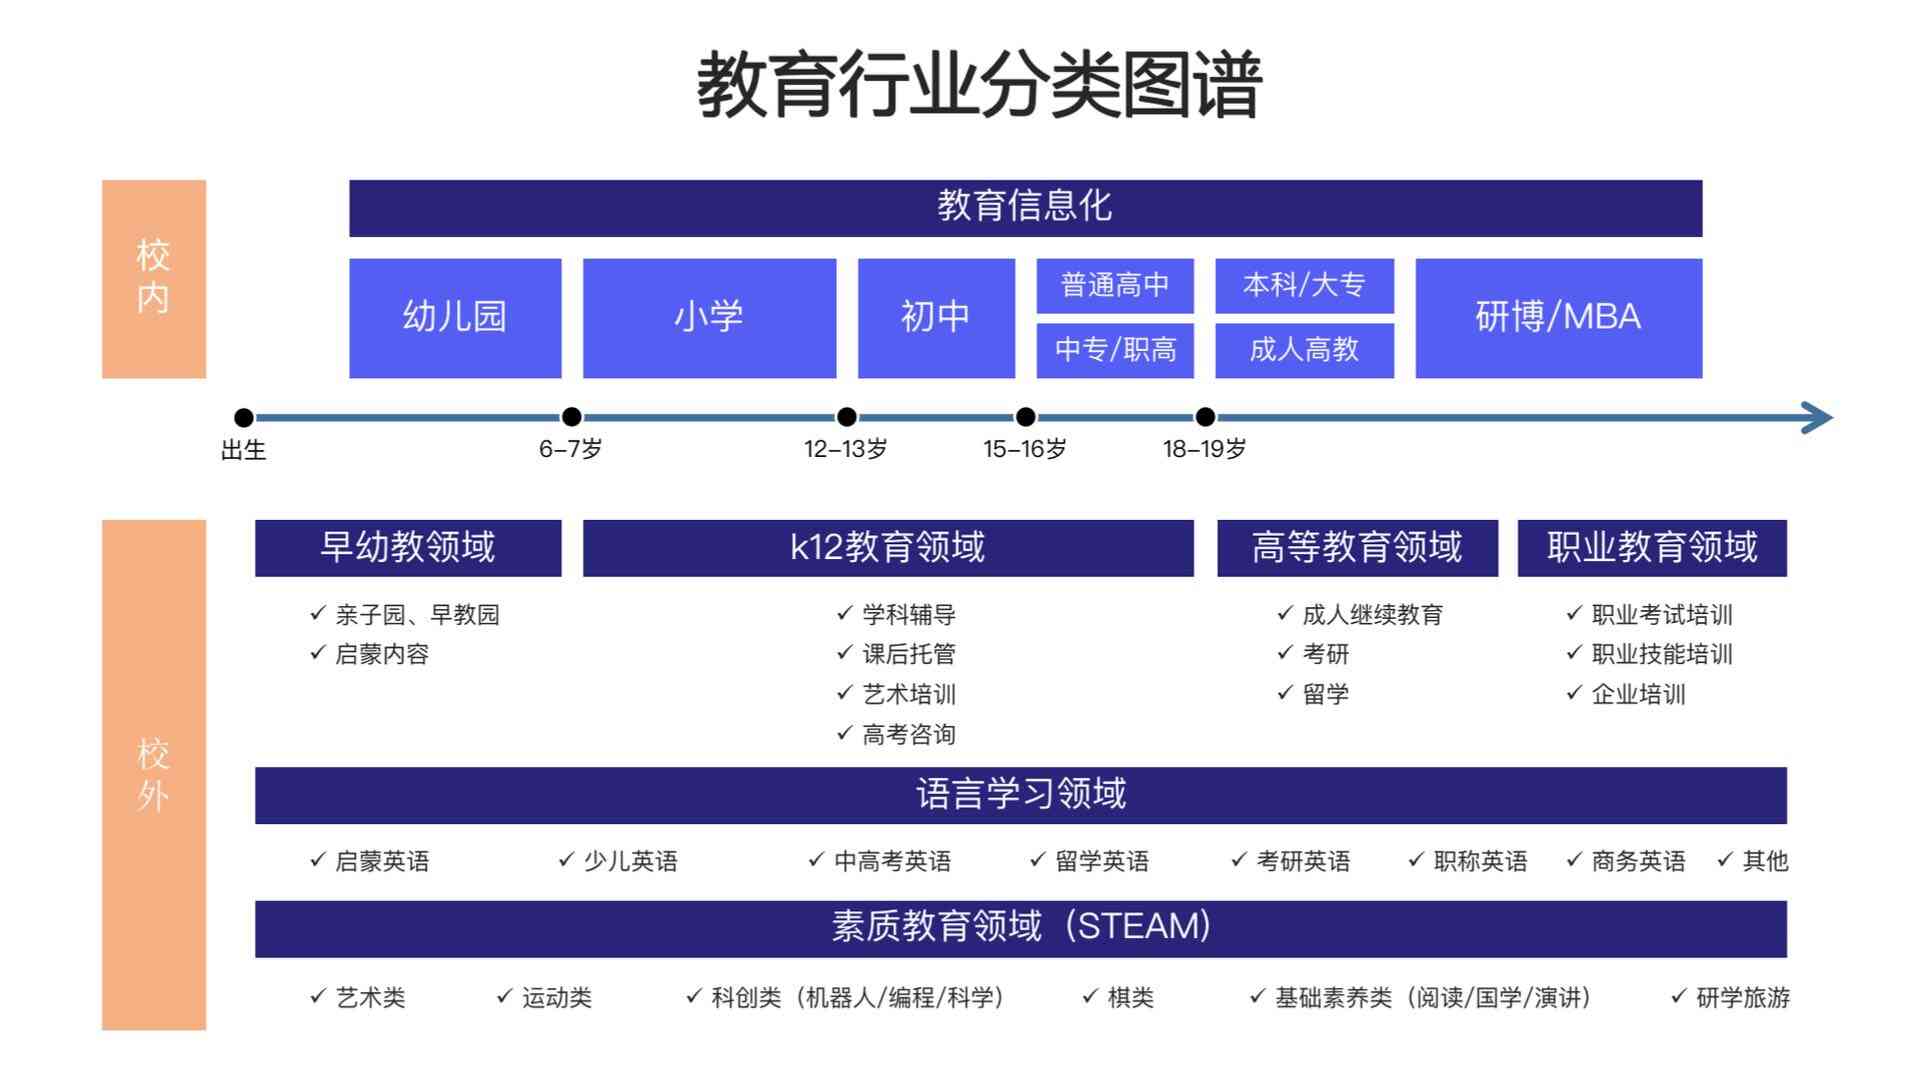 教育行业分类图谱
校内
教育信息化
幼儿园
小学
初中
普通高中
中专/职高
本科/大专
成人高教
研博/MBA
出生
6–7岁
12–13岁
15–16岁
18–19岁
校外
早幼教领域
✓ 亲子园、早教园
✓ 启蒙内容
k12教育领域
✓ 学科辅导
✓ 课后托管
✓ 艺术培训
✓ 高考咨询
高等教育领域
✓ 成人继续教育
✓ 考研
✓ 留学
职业教育领域
✓ 职业考试培训
✓ 职业技能培训
✓ 企业培训
语言学习领域
✓ 启蒙英语 ✓ 少儿英语 ✓ 中高考英语 ✓ 留学英语 ✓ 考研英语 ✓ 职称英语 ✓ 商务英语 ✓ 其他
素质教育领域（STEAM）
✓ 艺术类 ✓ 运动类 ✓ 科创类（机器人/编程/科学） ✓ 棋类 ✓ 基础素养类（阅读/国学/演讲） ✓ 研学旅游